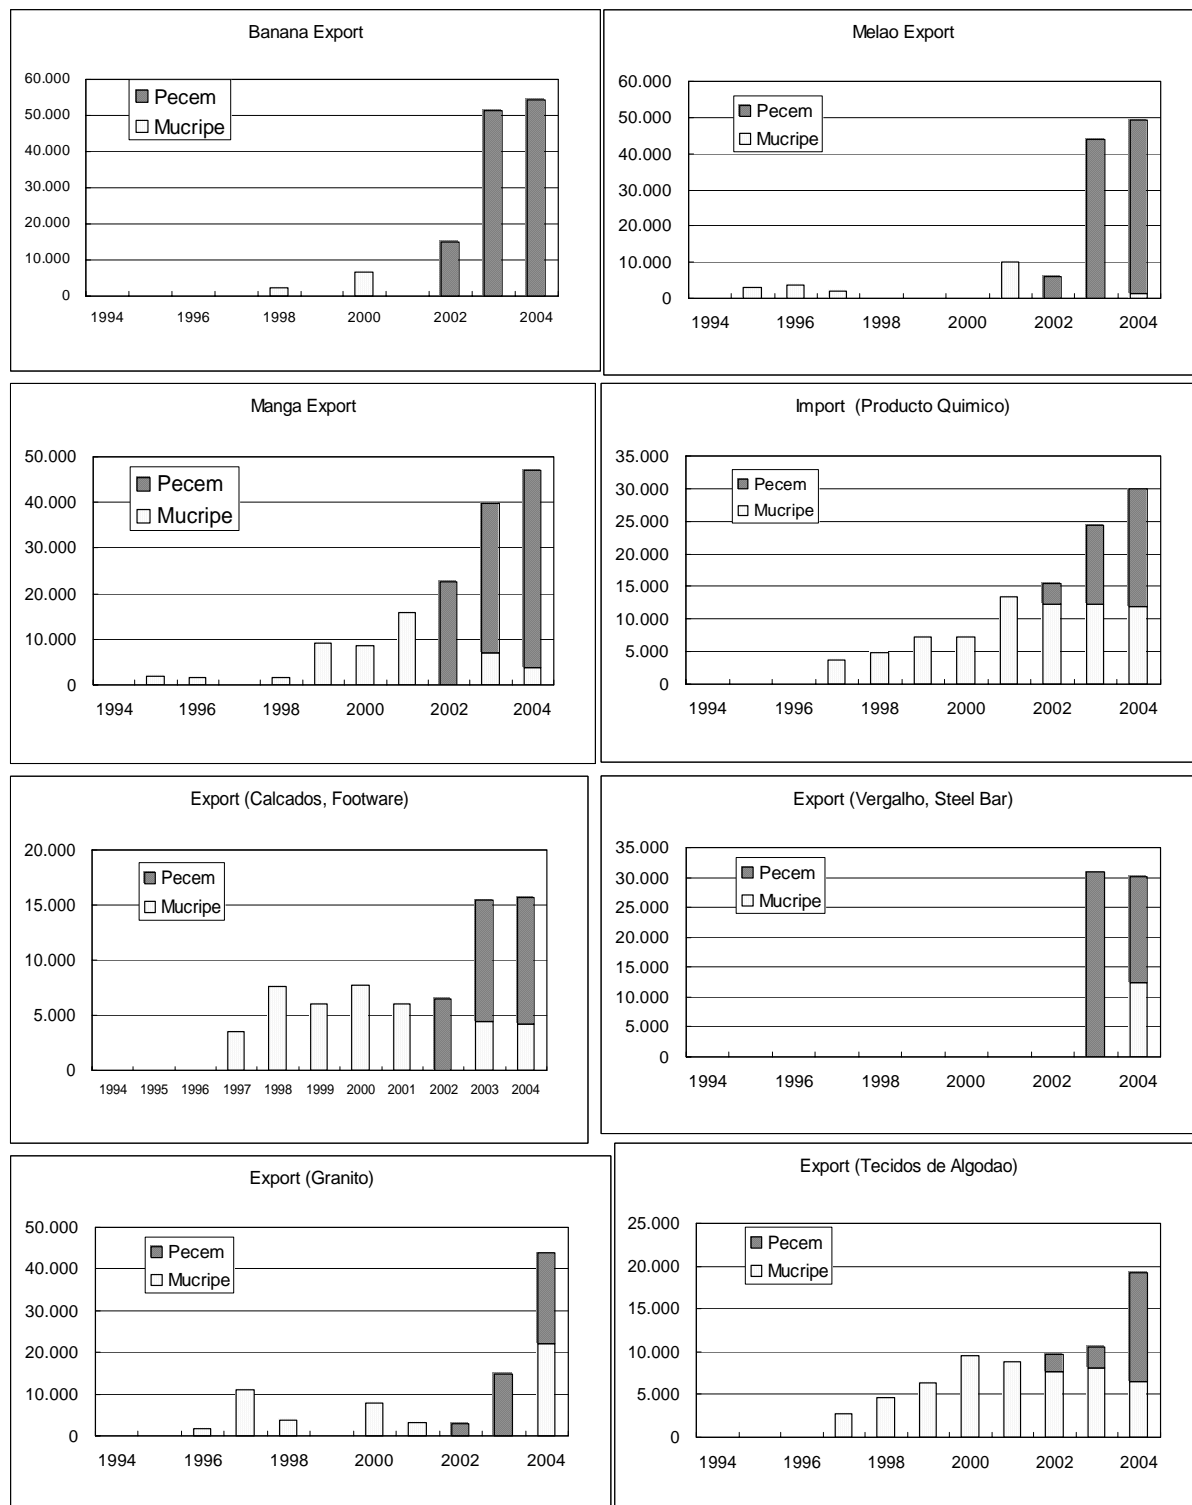 Banana Export
60.000
50.000
40.000
30.000
20.000
10.000
0
Pecem
Mucripe
1994 1996 1998 2000 2002 2004
Melao Export
60.000
50.000
40.000
30.000
20.000
10.000
0
Pecem
Mucripe
1994 1996 1998 2000 2002 2004
Manga Export
50.000
40.000
30.000
20.000
10.000
0
Pecem
Mucripe
1994 1996 1998 2000 2002 2004
Import (Producto Quimico)
35.000
30.000
25.000
20.000
15.000
10.000
5.000
0
Pecem
Mucripe
1994 1996 1998 2000 2002 2004
Export (Calcados, Footware)
20.000
15.000
10.000
5.000
0
Pecem
Mucripe
1994 1995 1996 1997 1998 1999 2000 2001 2002 2003 2004
Export (Vergalho, Steel Bar)
35.000
30.000
25.000
20.000
15.000
10.000
5.000
0
Pecem
Mucripe
1994 1996 1998 2000 2002 2004
Export (Granito)
50.000
40.000
30.000
20.000
10.000
0
Pecem
Mucripe
1994 1996 1998 2000 2002 2004
Export (Tecidos de Algodao)
25.000
20.000
15.000
10.000
5.000
0
Pecem
Mucripe
1994 1996 1998 2000 2002 2004